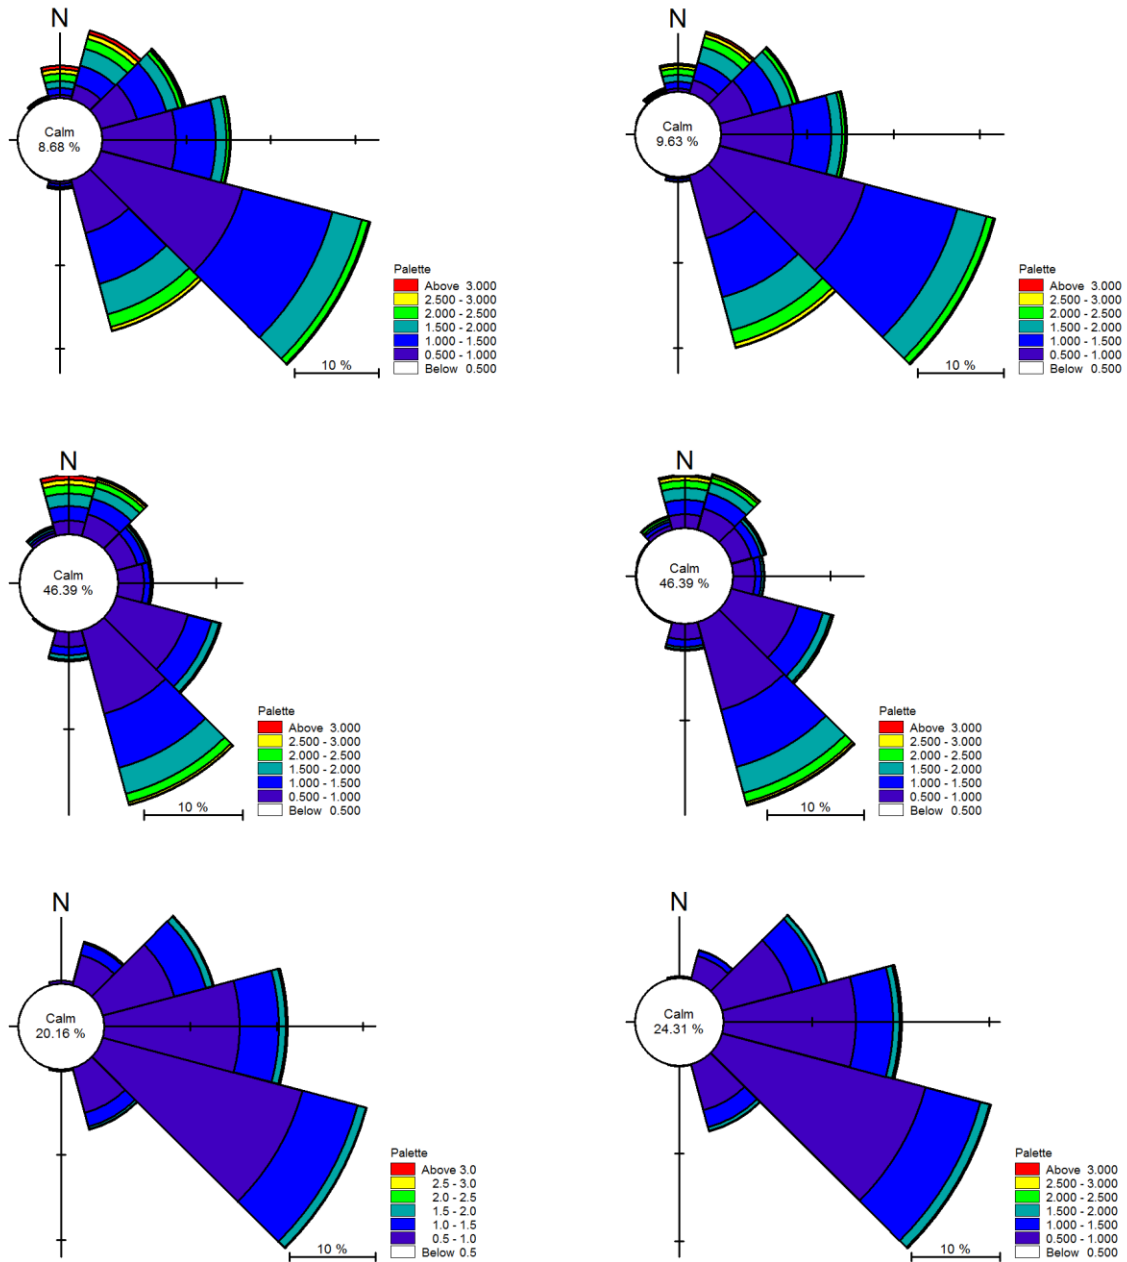 N
Calm
8.68 %
Palette
Above 3.000
2.500 - 3.000
2.000 - 2.500
1.500 - 2.000
1.000 - 1.500
0.500 - 1.000
Below 0.500
10 %
N
Calm
9.63 %
Palette
Above 3.000
2.500 - 3.000
2.000 - 2.500
1.500 - 2.000
1.000 - 1.500
0.500 - 1.000
Below 0.500
10 %
N
Calm
46.39 %
Palette
Above 3.000
2.500 - 3.000
2.000 - 2.500
1.500 - 2.000
1.000 - 1.500
0.500 - 1.000
Below 0.500
10 %
N
Calm
46.39 %
Palette
Above 3.000
2.500 - 3.000
2.000 - 2.500
1.500 - 2.000
1.000 - 1.500
0.500 - 1.000
Below 0.500
10 %
N
Calm
20.16 %
Palette
Above 3.0
2.5 - 3.0
2.0 - 2.5
1.5 - 2.0
1.0 - 1.5
0.5 - 1.0
Below 0.5
10 %
N
Calm
24.31 %
Palette
Above 3.000
2.500 - 3.000
2.000 - 2.500
1.500 - 2.000
1.000 - 1.500
0.500 - 1.000
Below 0.500
10 %